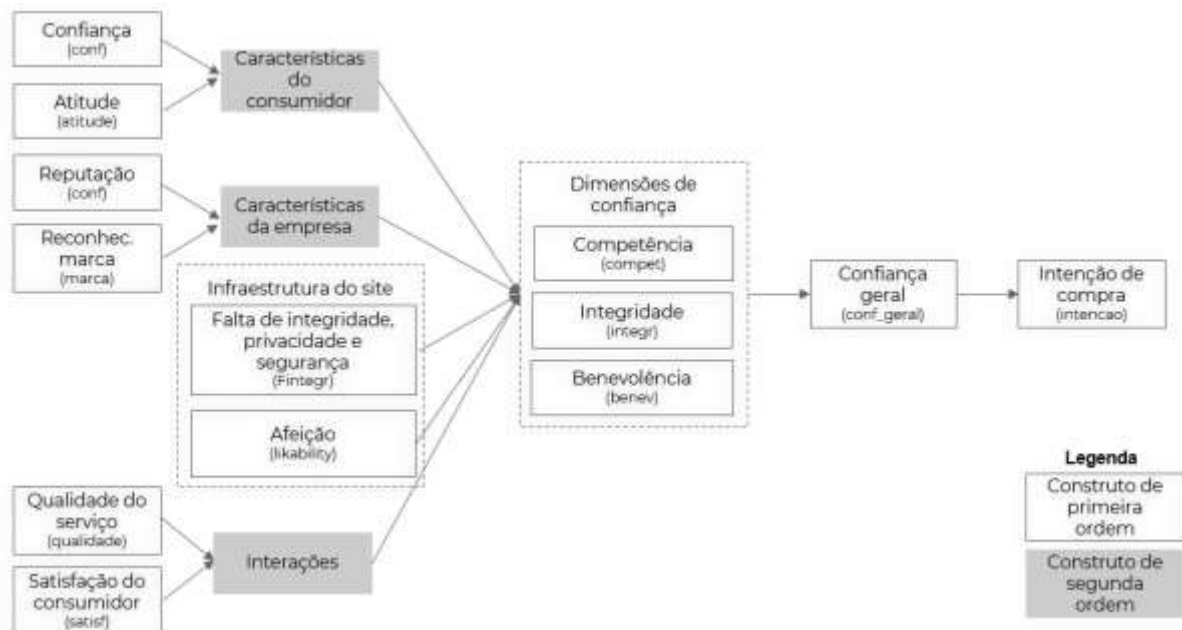 Confiança
(conf)
Atitude
(atitude)
Características
do
consumidor
Reputação
(conf)
Reconhec.
marca
(marca)
Características
da empresa
Infraestrutura do site
Falta de integridade,
privacidade e
segurança
(Fintegr)
Afeição
(likability)
Qualidade do
serviço
(qualidade)
Satisfação do
consumidor
(satisf)
Interações
Dimensões de
confiança
Competência
(compet)
Integridade
(integr)
Benevolência
(benev)
Confiança
geral
(conf_geral)
Intenção de
compra
(intencao)
Legenda
Construto de
primeira
ordem
Construto de
segunda
ordem